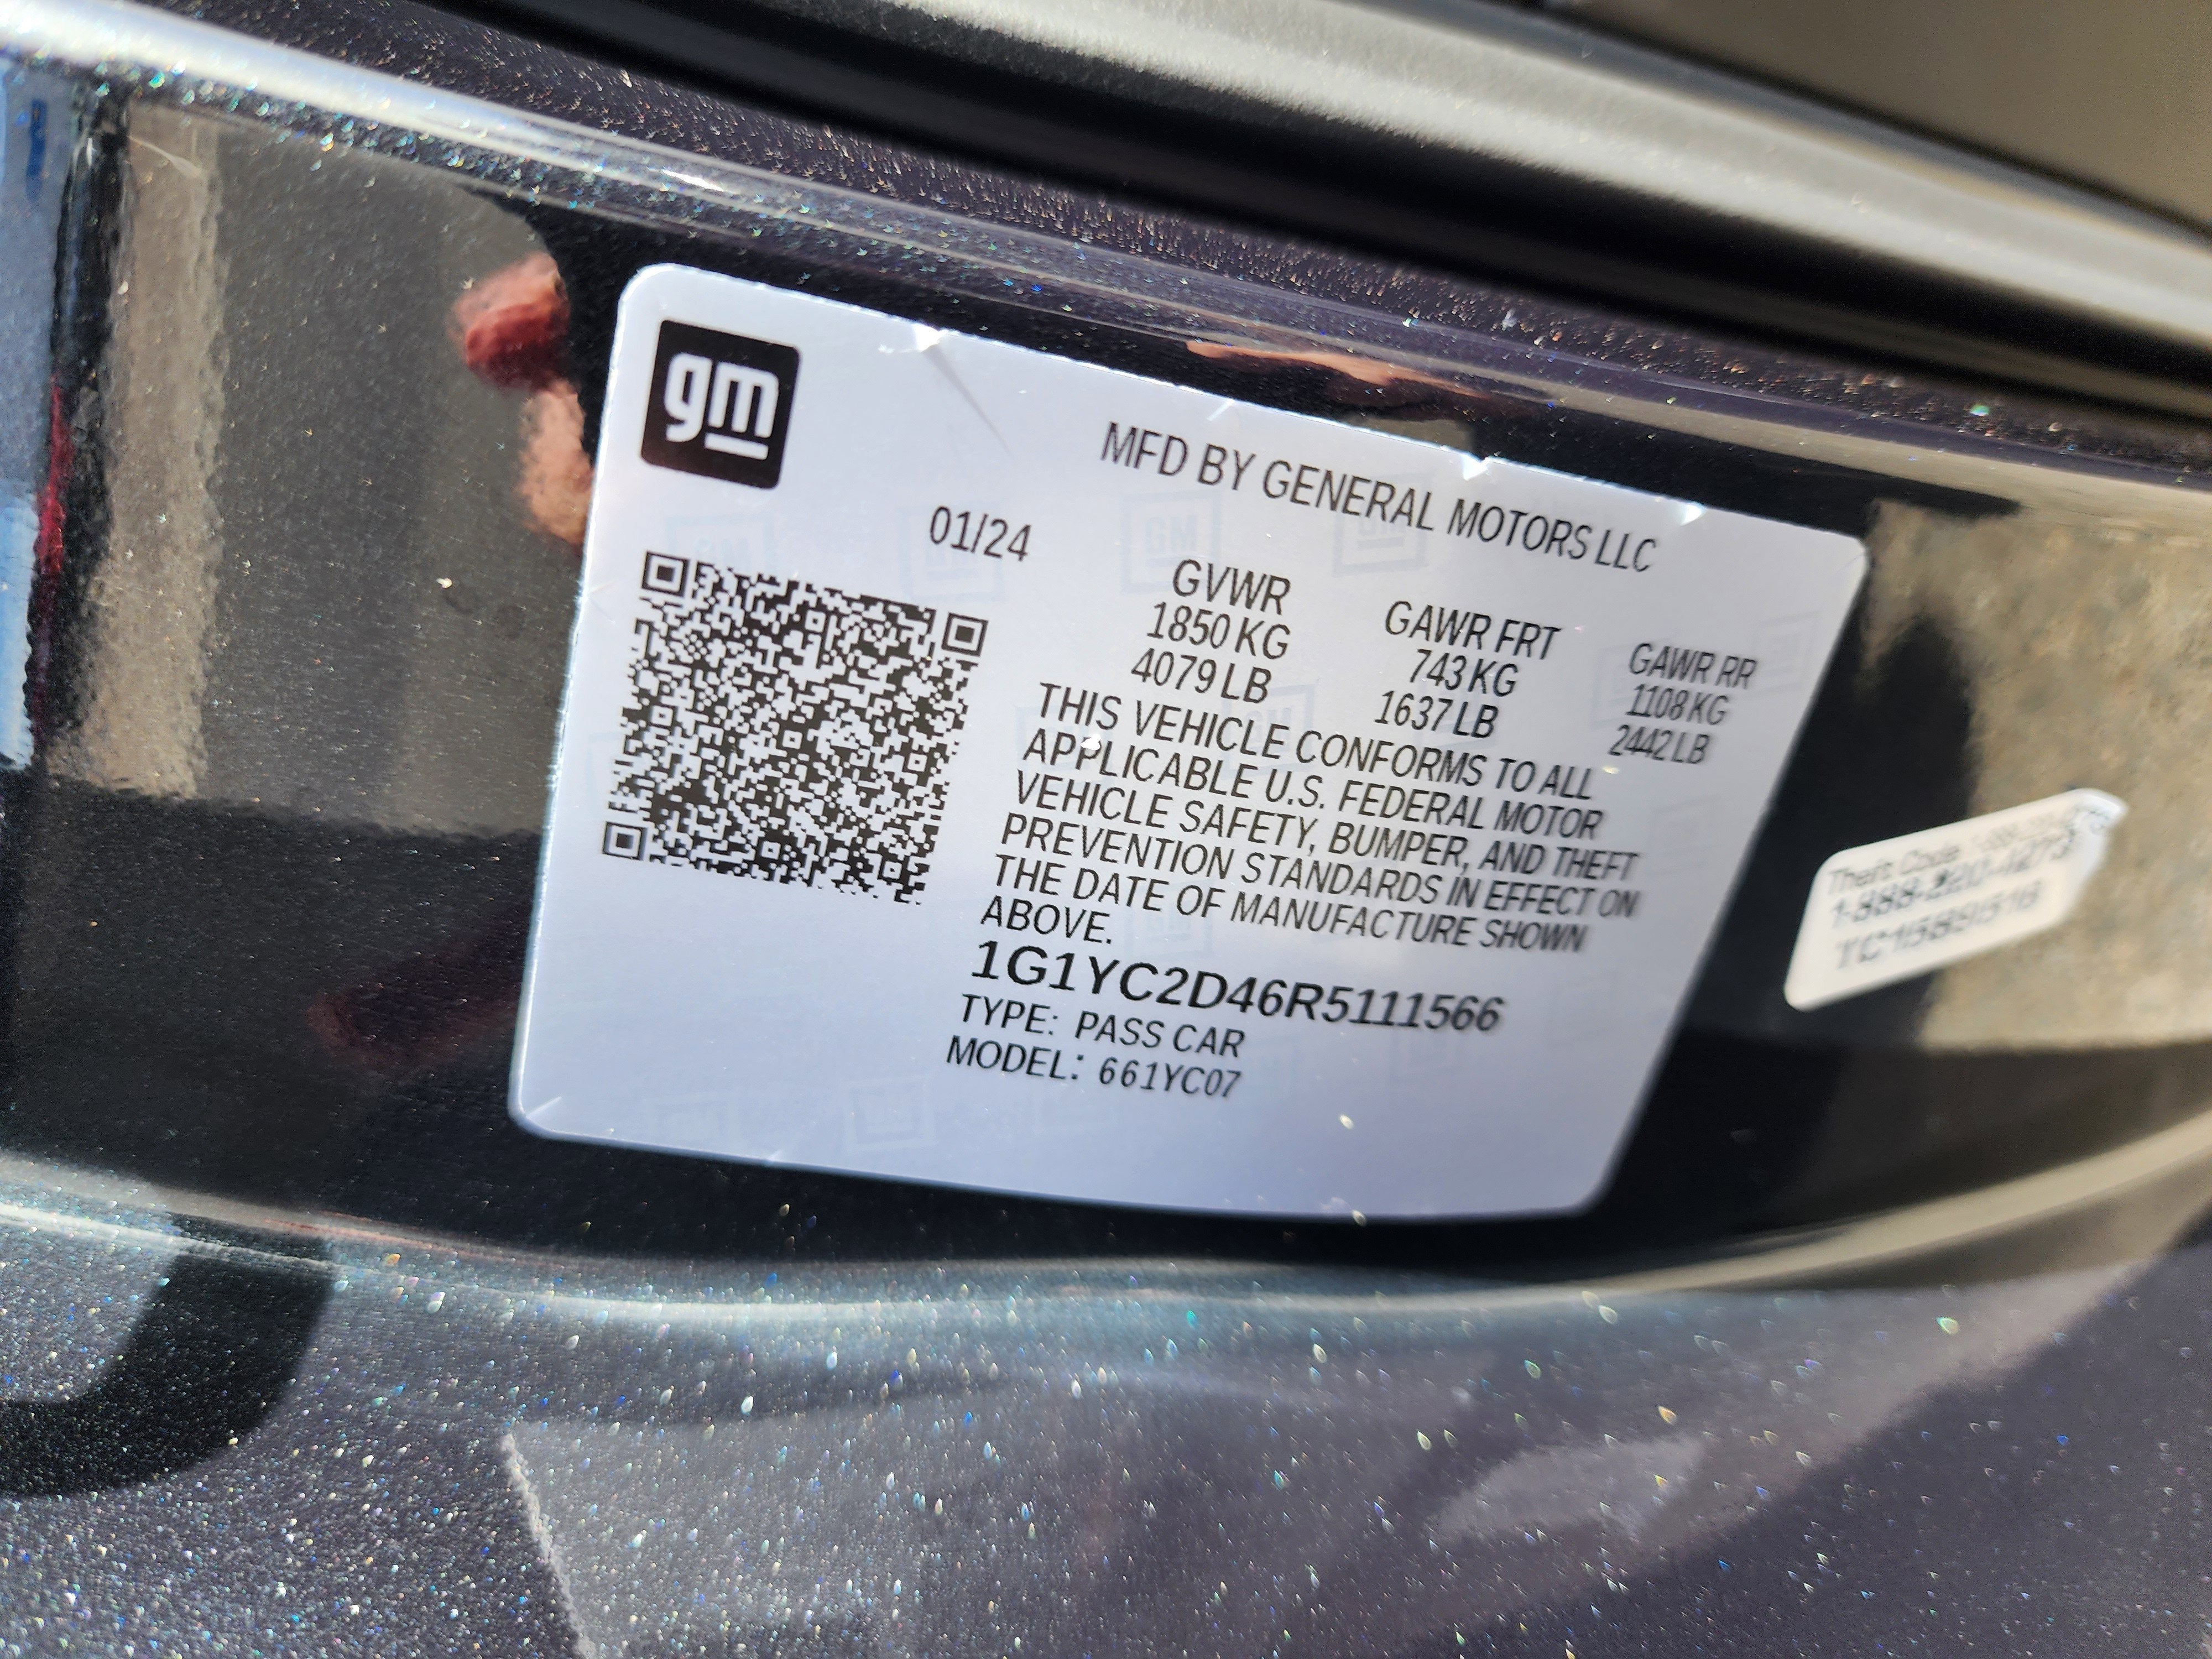 gm
MFD BY GENERAL MOTORS LLC
01/24
GVWR GAWR FRT GAWR RR
1850 KG 743 KG 1108 KG
4079 LB 1637 LB 2442 LB
THIS VEHICLE CONFORMS TO ALL
APPLICABLE U.S. FEDERAL MOTOR
VEHICLE SAFETY, BUMPER, AND THEFT
PREVENTION STANDARDS IN EFFECT ON
THE DATE OF MANUFACTURE SHOWN
ABOVE.
1G1YC2D46R5111566
TYPE: PASS CAR
MODEL: 661YC07
Theft Code